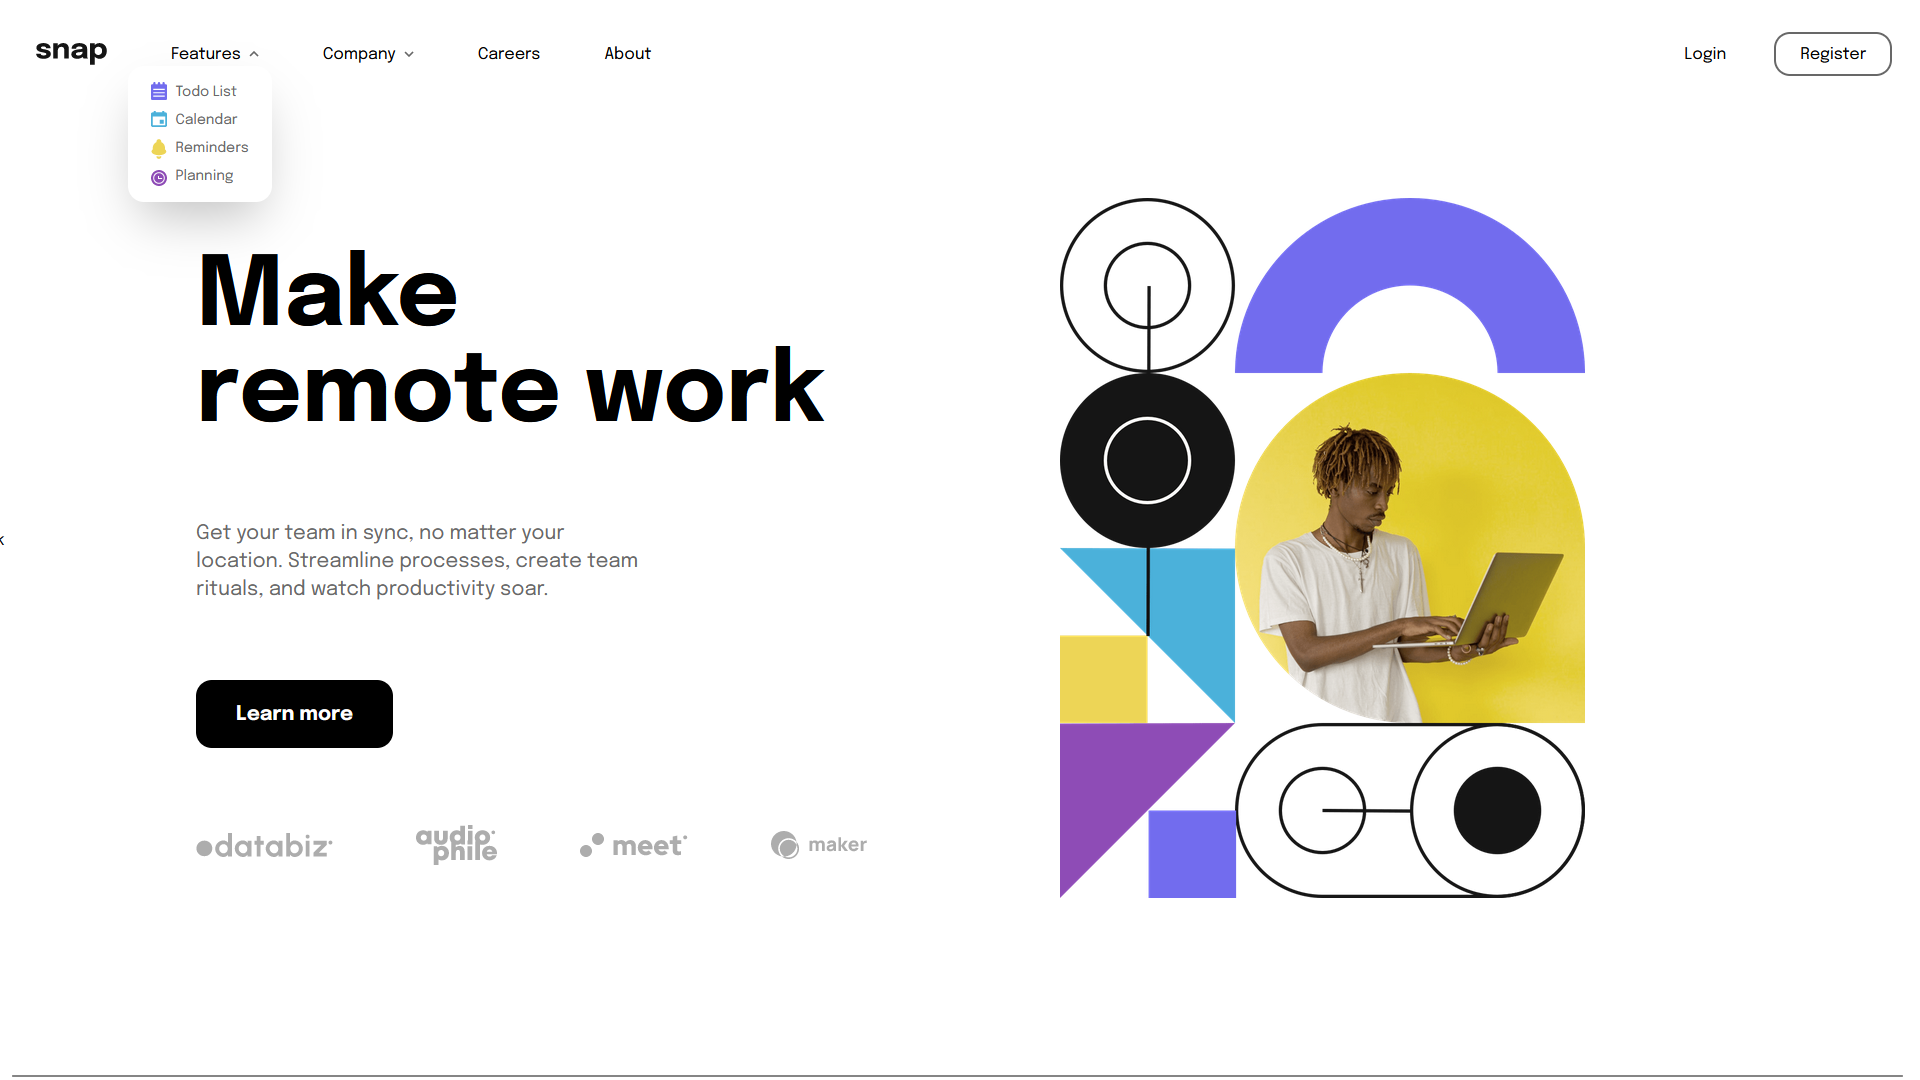 snap
Features
Company
Careers
About
Login
Register
Todo List
Calendar
Reminders
Planning
Make
remote work
Get your team in sync, no matter your
location. Streamline processes, create team
rituals, and watch productivity soar.
k
Learn more
databiz
audiophile
meet
maker